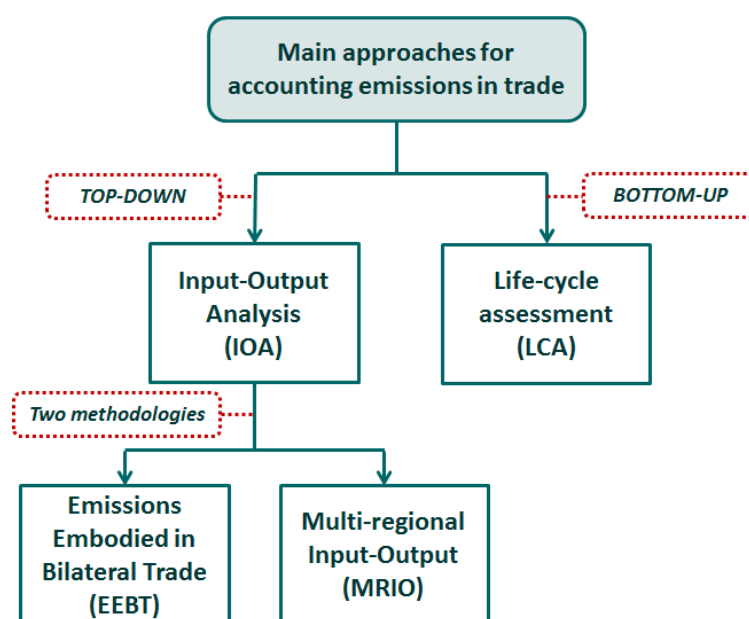 Main approaches for
accounting emissions in trade
TOP-DOWN
BOTTOM-UP
Input-Output
Analysis
(IOA)
Life-cycle
assessment
(LCA)
Two methodologies
Emissions
Embodied in
Bilateral Trade
(EEBT)
Multi-regional
Input-Output
(MRIO)